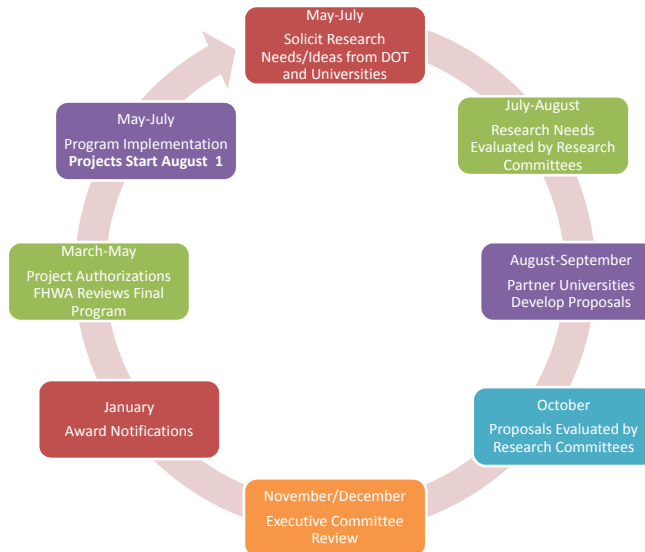 May-July
Solicit Research
Needs/Ideas from DOT
and Universities
July-August
Research Needs
Evaluated by Research
Committees
August-September
Partner Universities
Develop Proposals
October
Proposals Evaluated by
Research Committees
November/December
Executive Committee
Review
January
Award Notifications
March-May
Project Authorizations
FHWA Reviews Final
Program
May-July
Program Implementation
Projects Start August 1